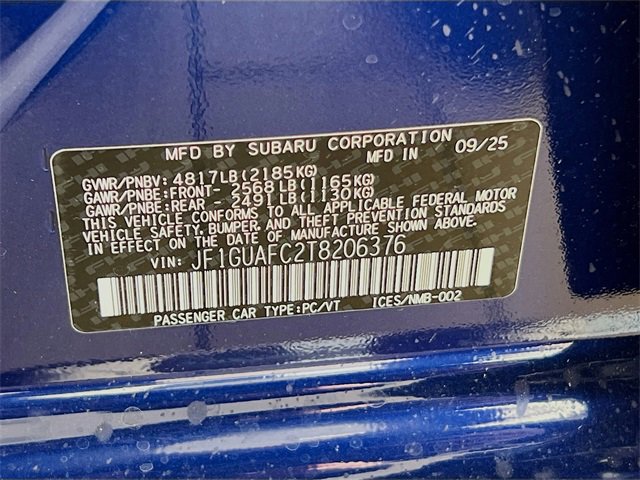 MFD BY SUBARU CORPORATION
MFD IN 09/25
GVWR/PNBV: 4817LB(2185KG)
GAWR/PNBE:FRONT- 2568LB(1165KG)
GAWR/PNBE:REAR - 2491LB(1130KG)
THIS VEHICLE CONFORMS TO ALL APPLICABLE FEDERAL MOTOR
VEHICLE SAFETY, BUMPER, AND THEFT PREVENTION STANDARDS
IN EFFECT ON THE DATE OF MANUFACTURE SHOWN ABOVE.
VIN: JF1GUAFC2T8206376
PASSENGER CAR TYPE:PC/VT ICES/NMB-002